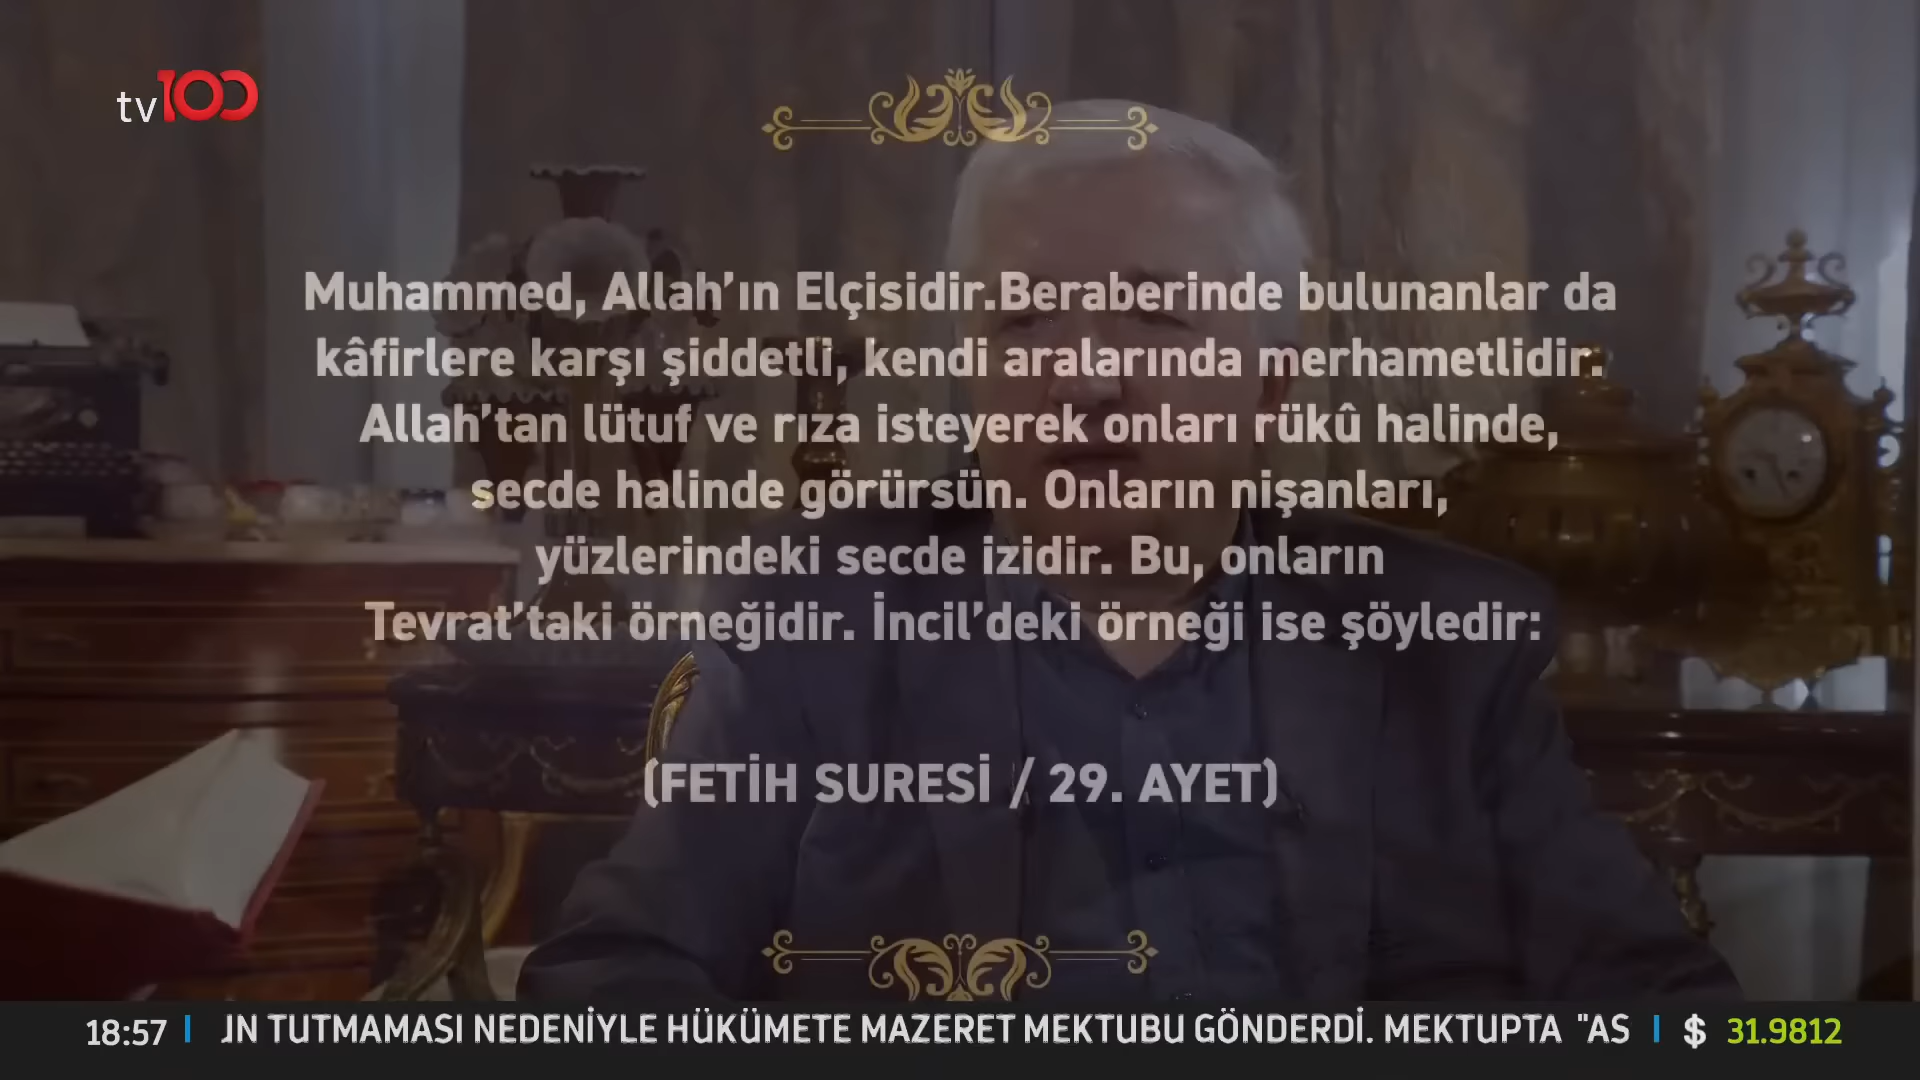 tv100
Muhammed, Allah’ın Elçisidir.Beraberinde bulunanlar da
kâfirlere karşı şiddetli, kendi aralarında merhametlidir.
Allah’tan lütuf ve rıza isteyerek onları rükû halinde,
secde halinde görürsün. Onların nişanları,
yüzlerindeki secde izidir. Bu, onların
Tevrat’taki örneğidir. İncil’deki örneği ise şöyledir:
(FETİH SURESİ / 29. AYET)
18:57 | UN TUTMAMASI NEDENİYLE HÜKÜMETE MAZERET MEKTUBU GÖNDERDİ. MEKTUPTA "AS | $ 31.9812